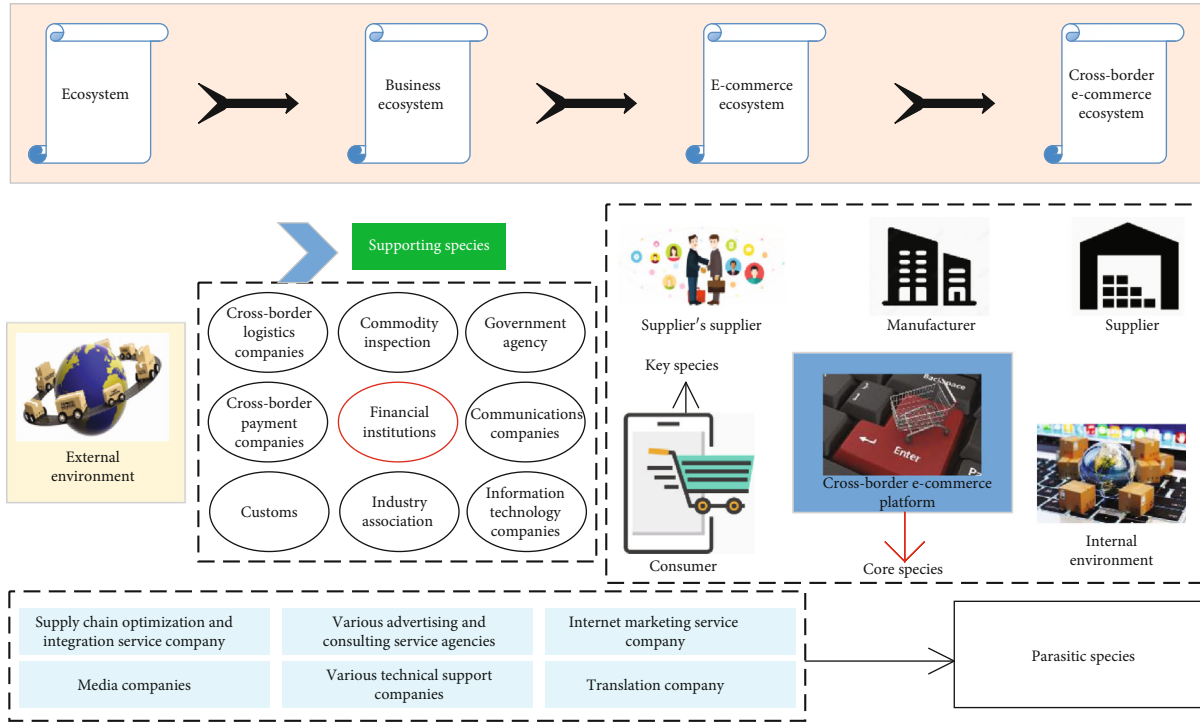 Ecosystem
Business
ecosystem
E-commerce
ecosystem
Cross-border
e-commerce
ecosystem
Supporting species
Cross-border
logistics
companies
Commodity
inspection
Government
agency
Cross-border
payment
companies
Financial
institutions
Communications
companies
Customs
Industry
association
Information
technology
companies
External
environment
Supplier's supplier
Manufacturer
Supplier
Key species
Consumer
Backspace
Enter
Cross-border e-commerce
platform
Core species
Internal
environment
Supply chain optimization and
integration service company
Various advertising and
consulting service agencies
Internet marketing service
company
Media companies
Various technical support
companies
Translation company
Parasitic species